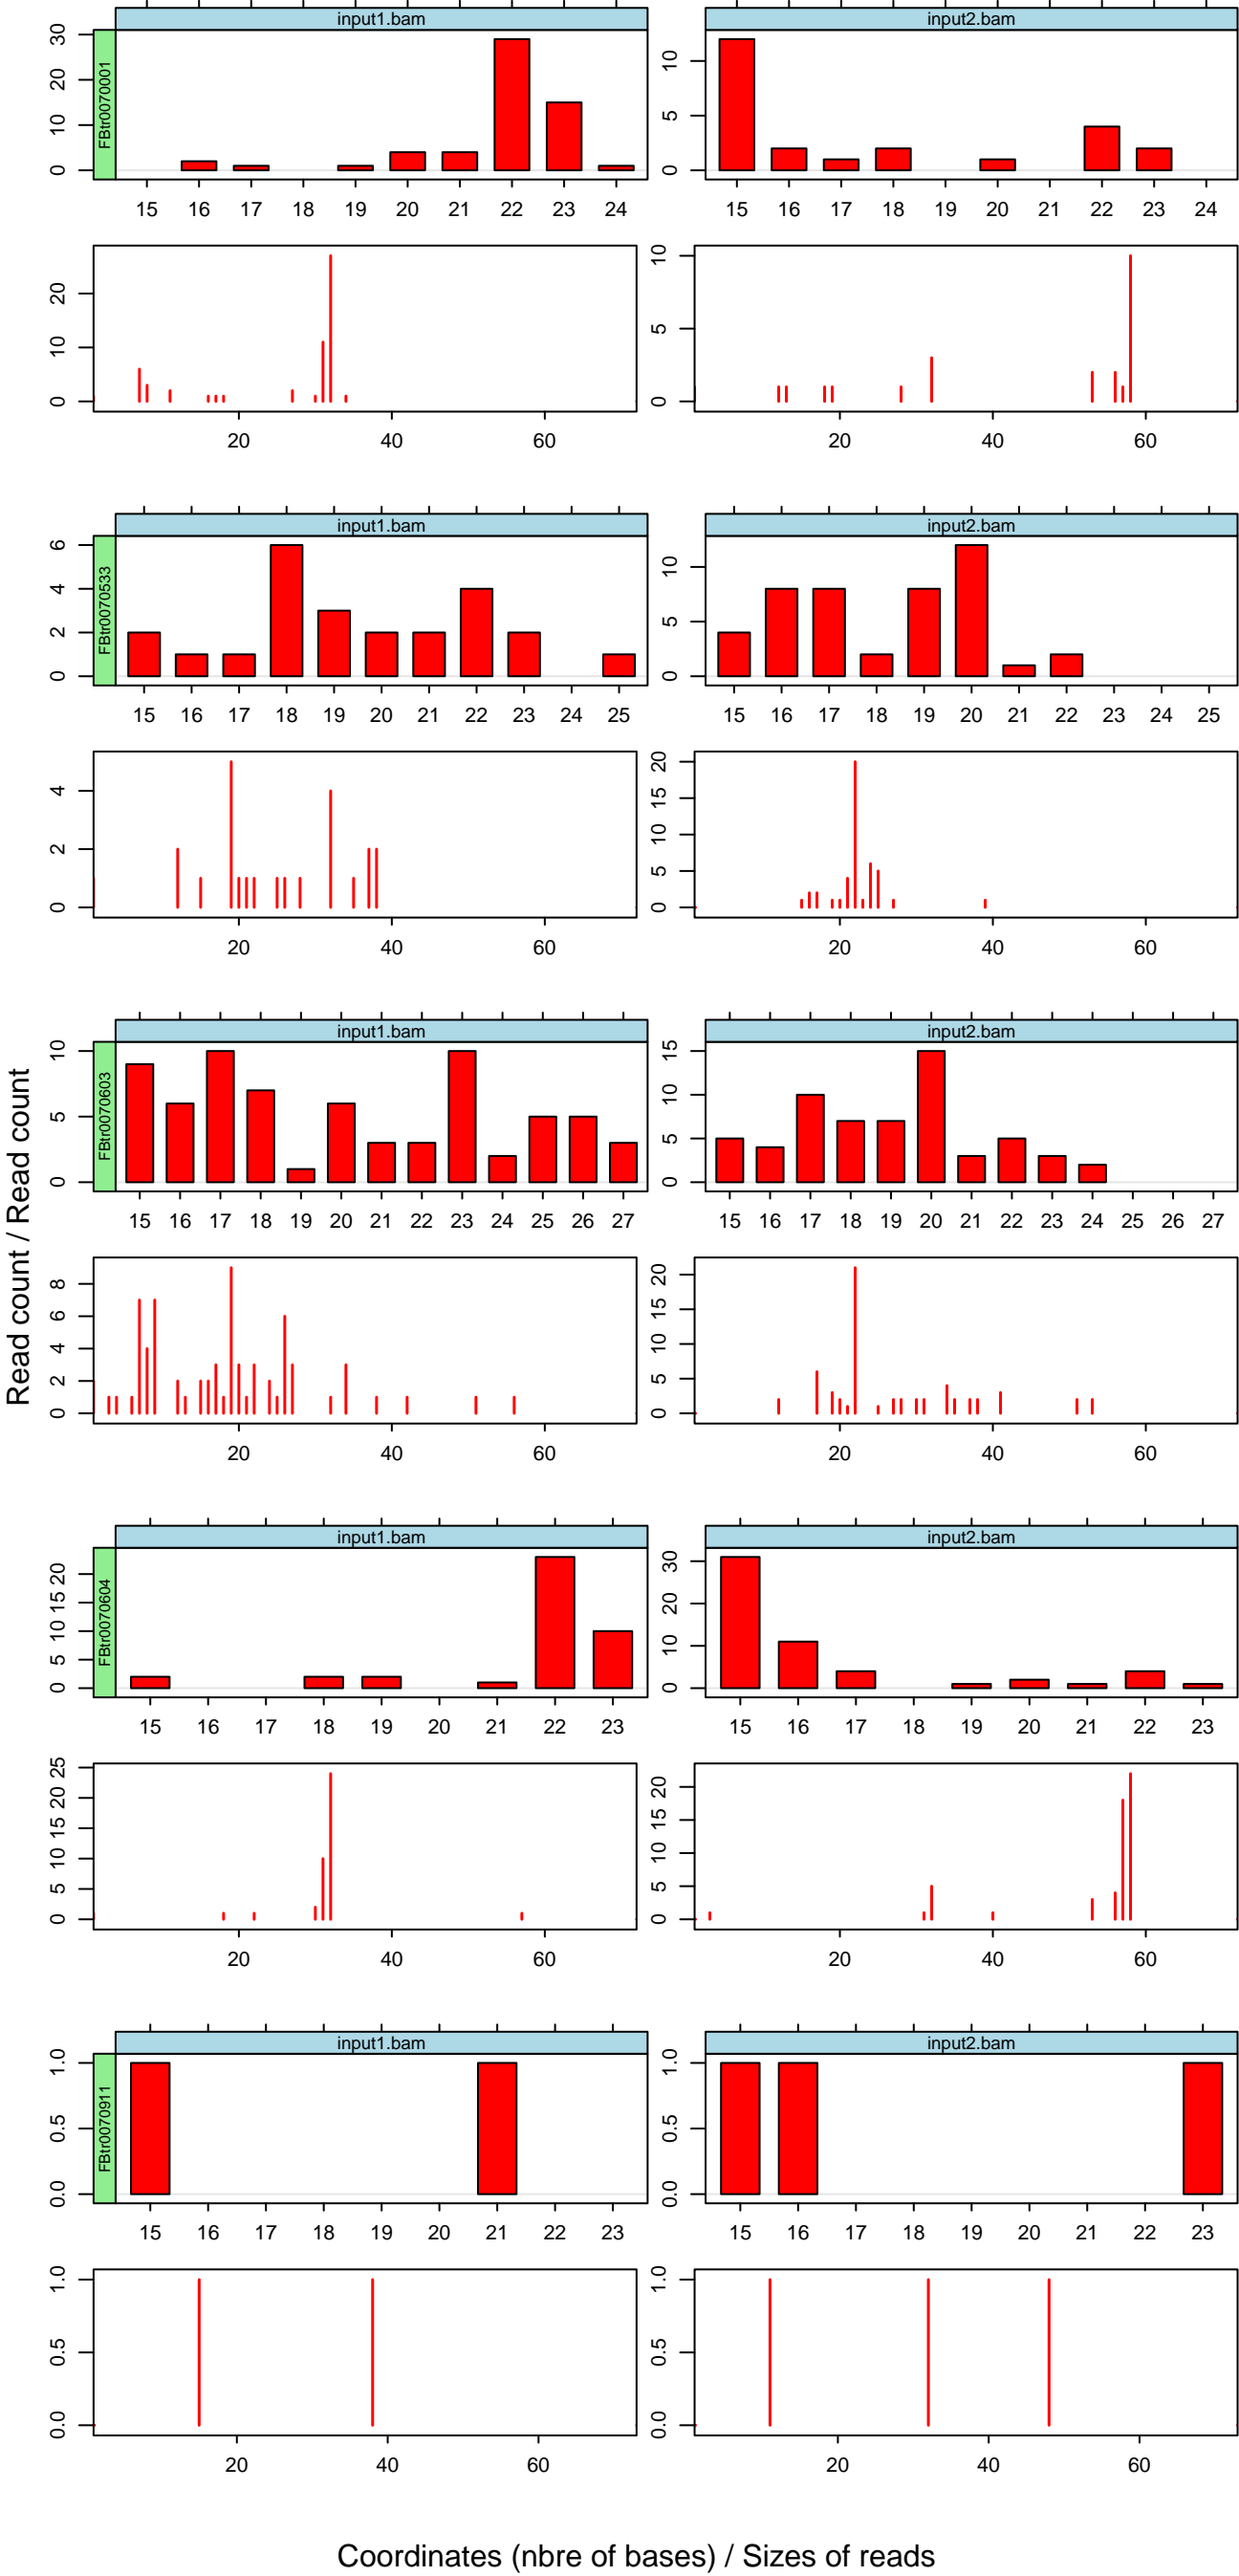 input1.bam input2.bam
FBtr0070001
0 10 20 30
0 5 10
15 16 17 18 19 20 21 22 23 24
15 16 17 18 19 20 21 22 23 24
0 10 20
0 5 10
20 40 60
20 40 60
input1.bam input2.bam
FBtr0070533
0 2 4 6
0 5 10
15 16 17 18 19 20 21 22 23 24 25
15 16 17 18 19 20 21 22 23 24 25
0 2 4
0 5 10 15 20
20 40 60
20 40 60
input1.bam input2.bam
FBtr0070603
0 5 10
0 5 10 15
15 16 17 18 19 20 21 22 23 24 25 26 27
15 16 17 18 19 20 21 22 23 24 25 26 27
0 2 4 6 8
0 5 10 15 20
20 40 60
20 40 60
input1.bam input2.bam
FBtr0070604
0 5 10 15 20
0 10 20 30
15 16 17 18 19 20 21 22 23
15 16 17 18 19 20 21 22 23
0 5 10 15 20 25
0 5 10 15 20
20 40 60
20 40 60
input1.bam input2.bam
FBtr0070911
0.0 0.5 1.0
0.0 0.5 1.0
15 16 17 18 19 20 21 22 23
15 16 17 18 19 20 21 22 23
0.0 0.5 1.0
0.0 0.5 1.0
20 40 60
20 40 60
Read count / Read count
Coordinates (nbre of bases) / Sizes of reads